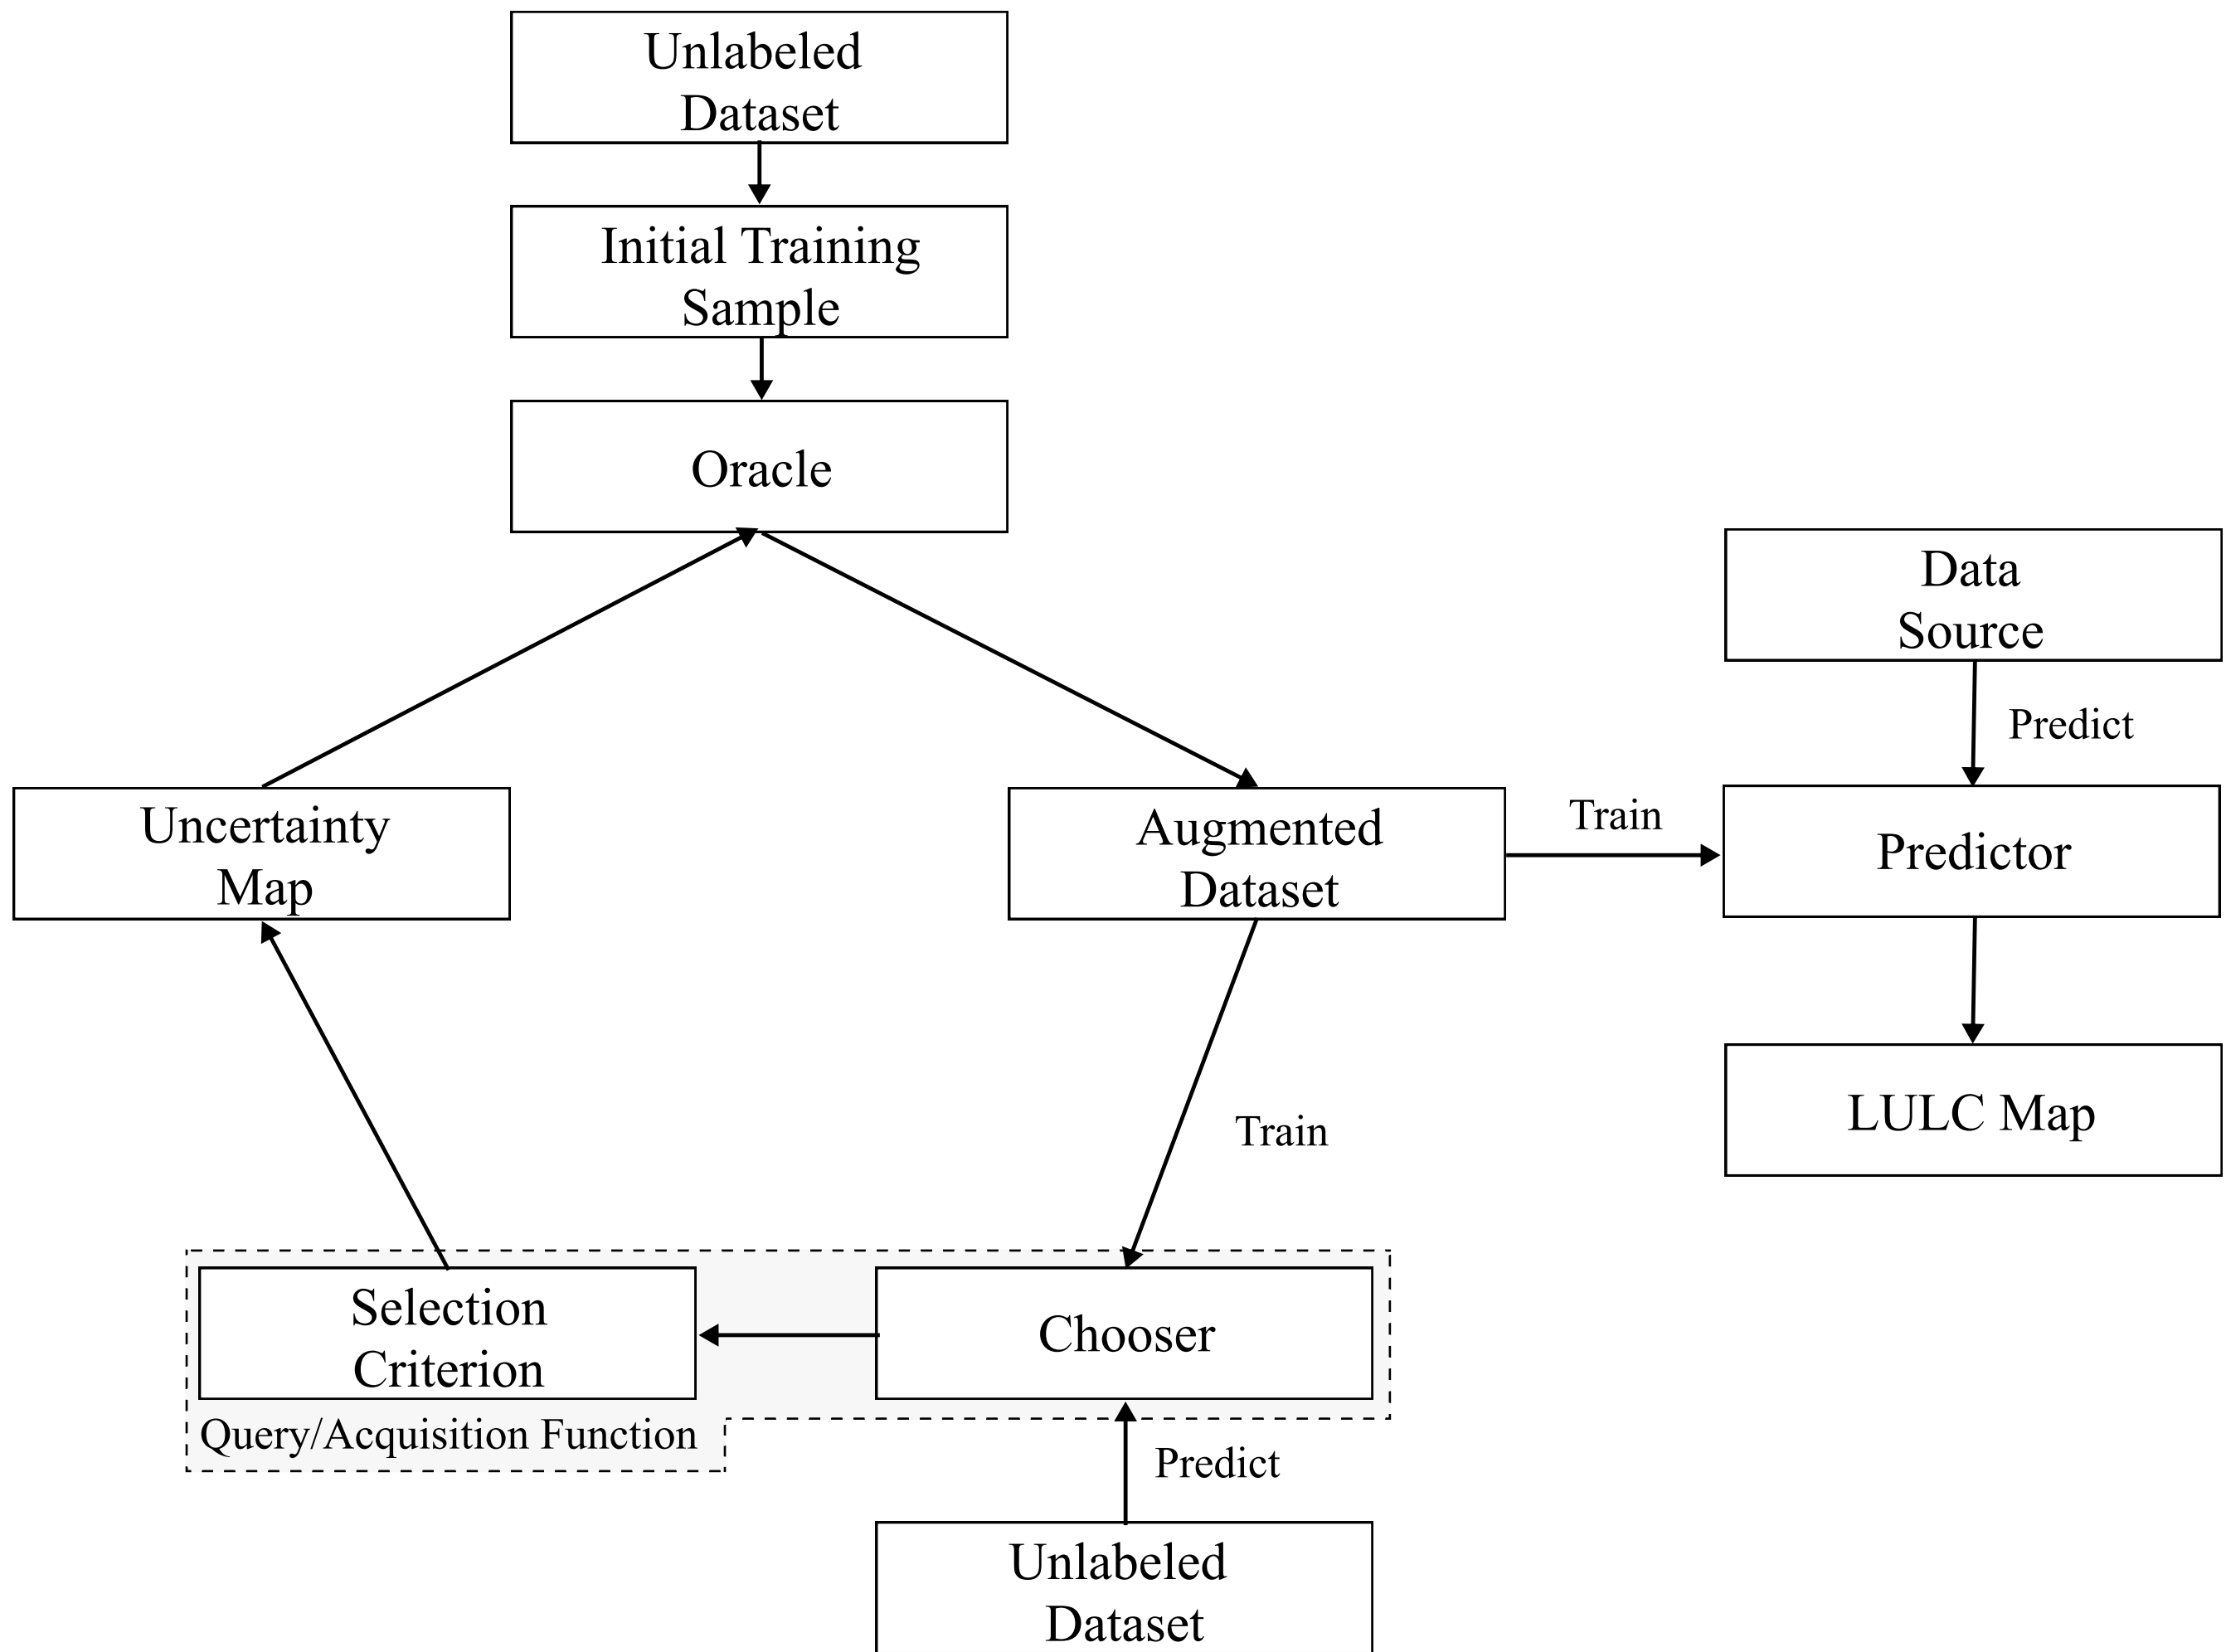 Unlabeled
Dataset
Initial Training
Sample
Oracle
Data
Source
Predict
Uncertainty
Map
Augmented
Dataset
Train
Predictor
Train
LULC Map
Selection
Criterion
Chooser
Query/Acquisition Function
Predict
Unlabeled
Dataset